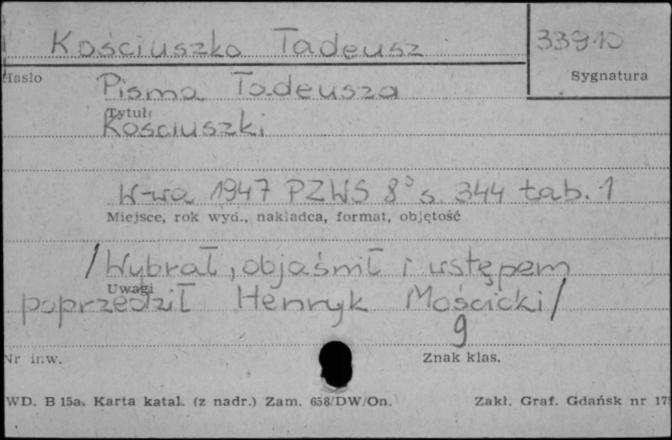 Kościuszko Tadeusz 33910
Hasło Sygnatura
Pisma Tadeusza
Tytuł:
Kościuszki
W-wa 1947 PZWS 8° s. 344 tab. 1
Miejsce, rok wyd., nakładca, format, objętość
/Wybrał, objaśnił i wstępem
Uwagi
poprzedził Henryk Mościcki/
9
Nr inw. Znak klas.
WD. B 15a. Karta katal. (z nadr.) Zam. 658/DW/On. Zakł. Graf. Gdańsk nr